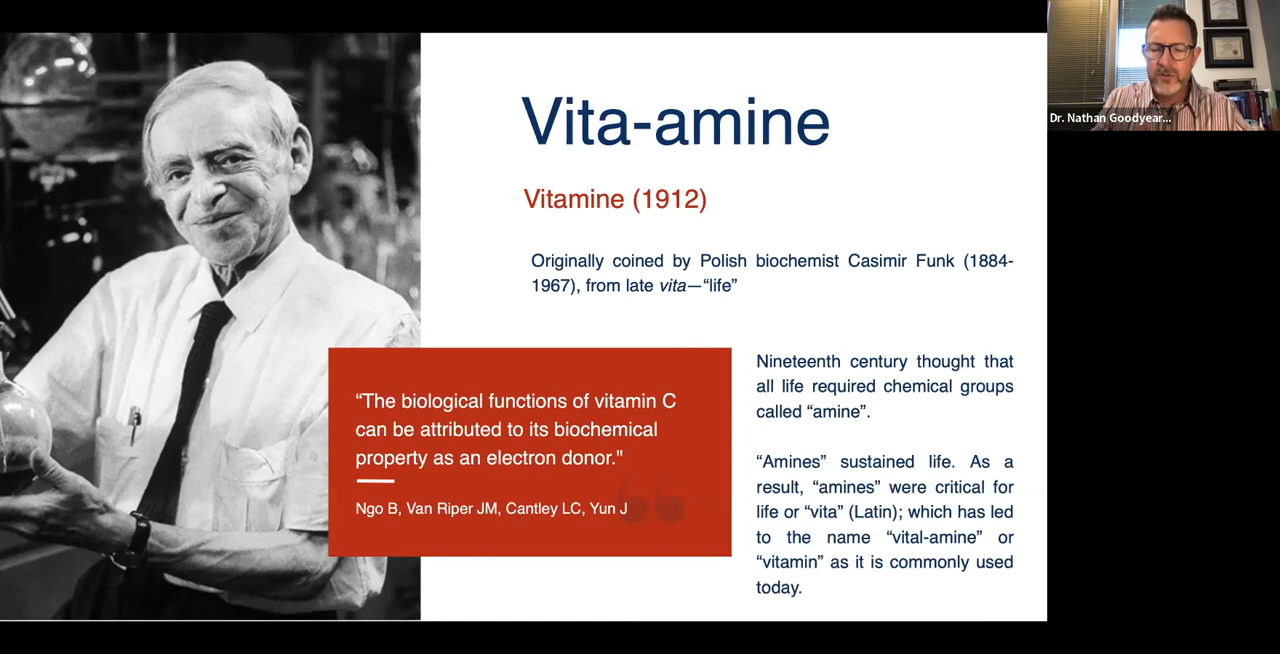 Vita-amine
Vitamine (1912)
Originally coined by Polish biochemist Casimir Funk (1884-
1967), from late vita—“life”
“The biological functions of vitamin C
can be attributed to its biochemical
property as an electron donor."
Ngo B, Van Riper JM, Cantley LC, Yun J
Nineteenth century thought that
all life required chemical groups
called “amine”.
“Amines” sustained life. As a
result, “amines” were critical for
life or “vita” (Latin); which has led
to the name “vital-amine” or
“vitamin” as it is commonly used
today.
Dr. Nathan Goodyear...